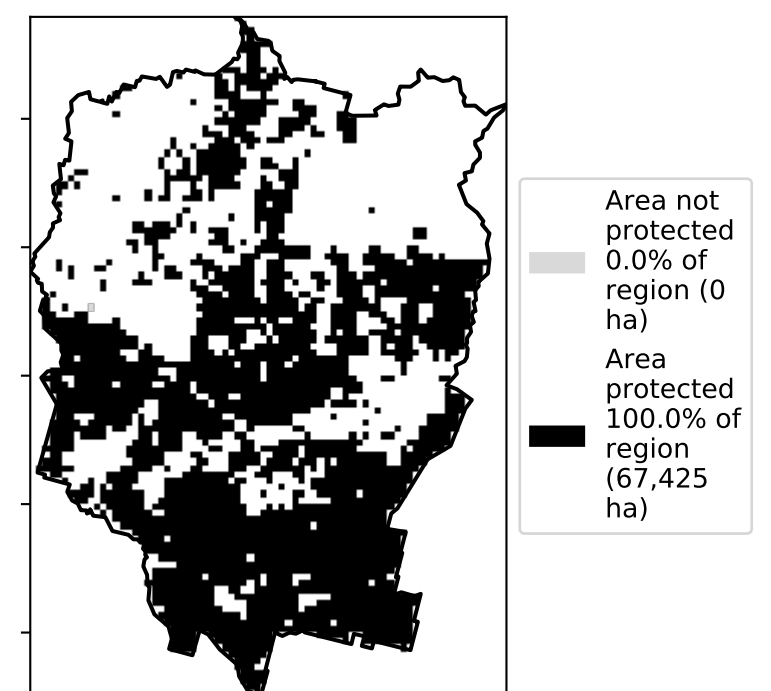 Area not
protected
0.0% of
region (0
ha)
Area
protected
100.0% of
region
(67,425
ha)